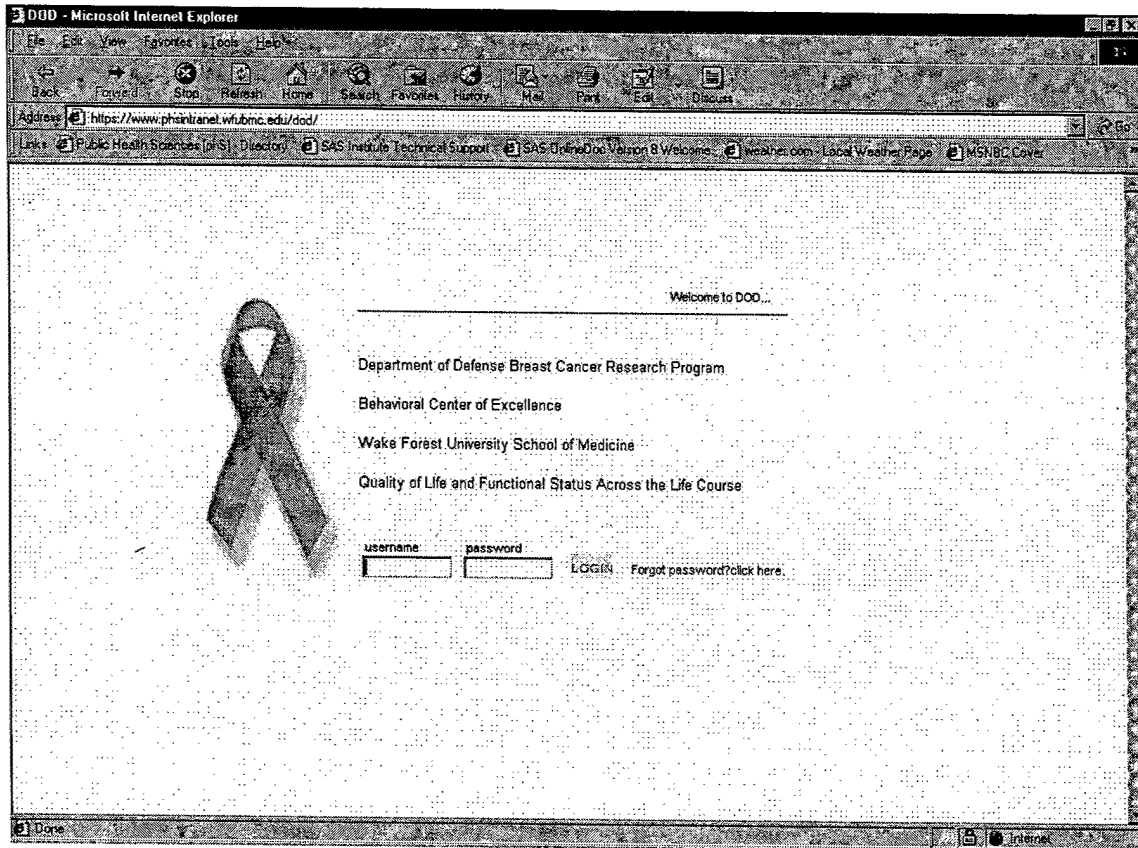 DOD - Microsoft Internet Explorer
File Edit View Favorites Tools Help
Back Forward Stop Refresh Home Search Favorites History Mail Print Edit Discuss
Address https://www.phsintranet.wfubmc.edu/dod/ Go
Links Public Health Sciences [PHS] - Directory SAS Institute Technical Support SAS OnlineDoc Version 8 Welcome weather.com - Local Weather Page MSNBC Cover
Welcome to DOD...
Department of Defense Breast Cancer Research Program
Behavioral Center of Excellence
Wake Forest University School of Medicine
Quality of Life and Functional Status Across the Life Course
username password
LOGIN Forgot password?click here.
Done Internet